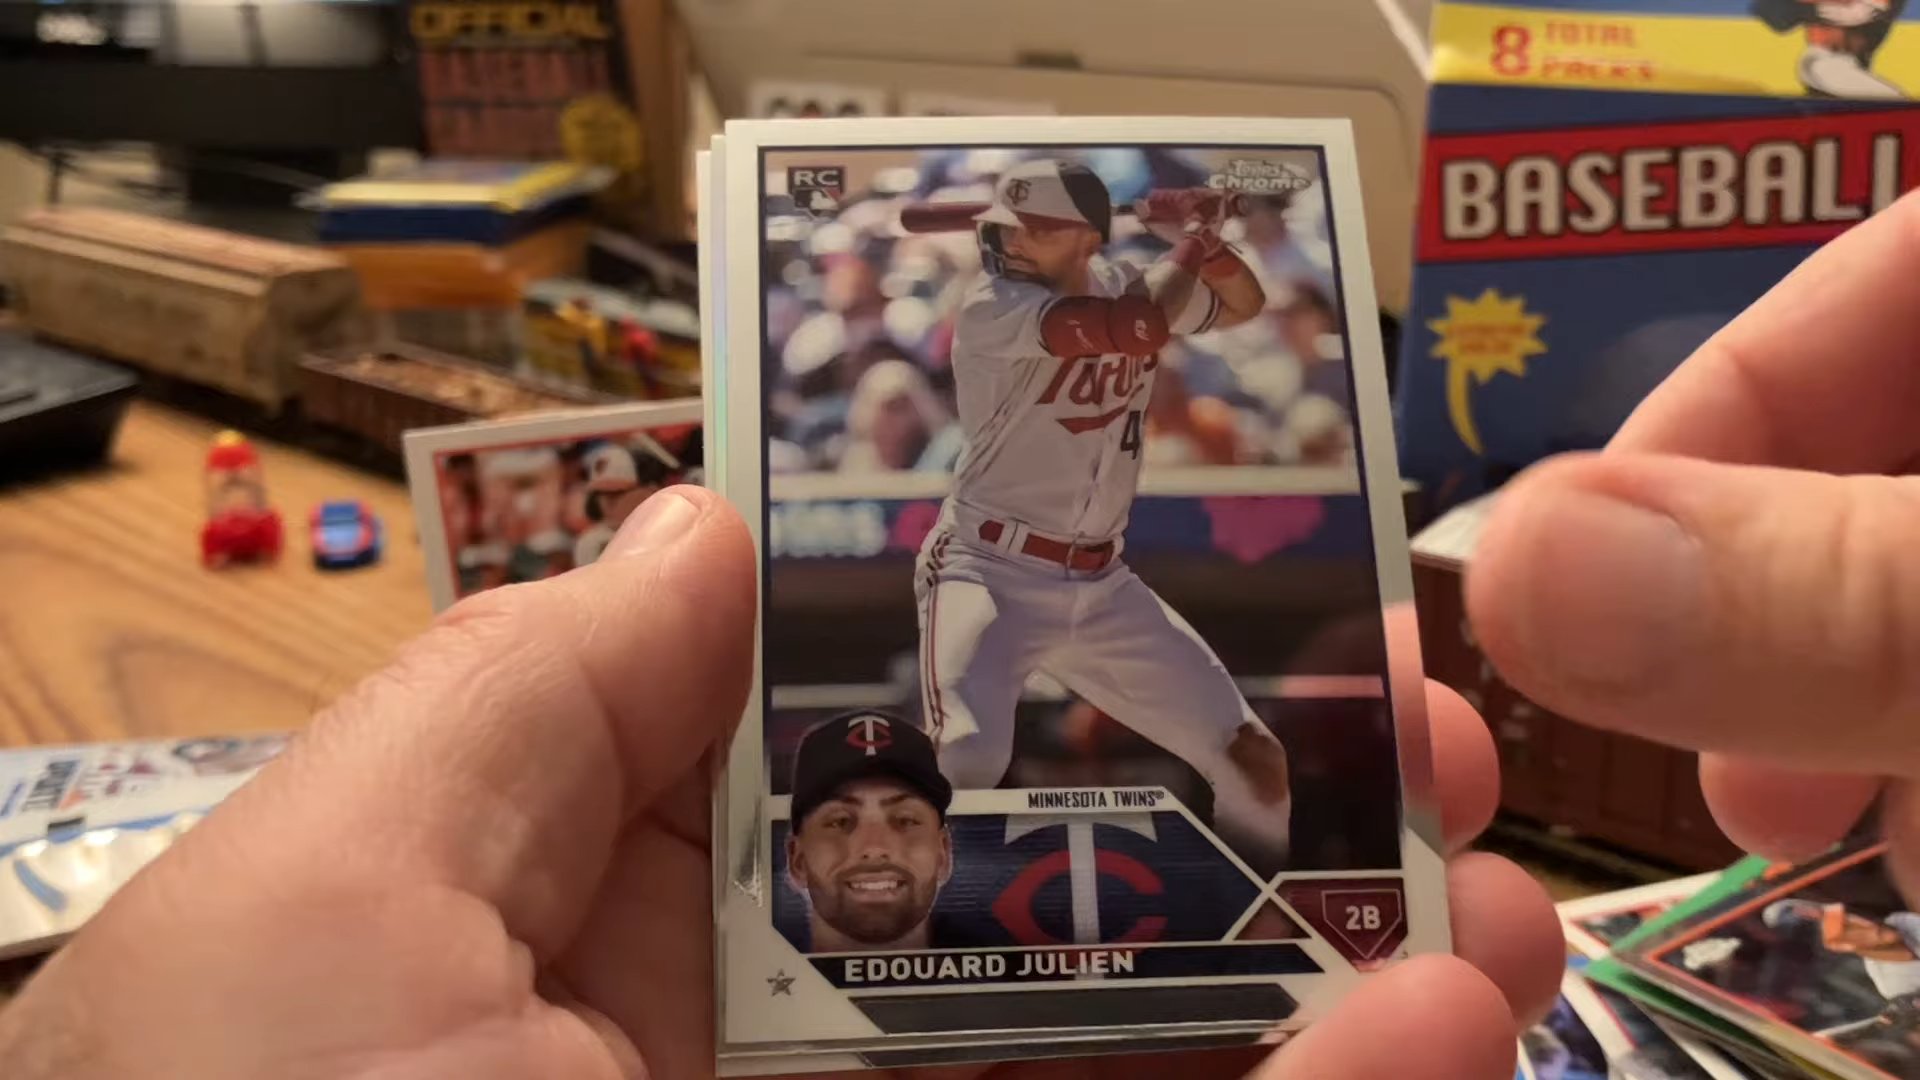 OFFICIAL
8 TOTAL
PACKS
BASEBALL
RC
Topps
Chrome
Twins
4
MINNESOTA TWINS®
2B
EDOUARD JULIEN